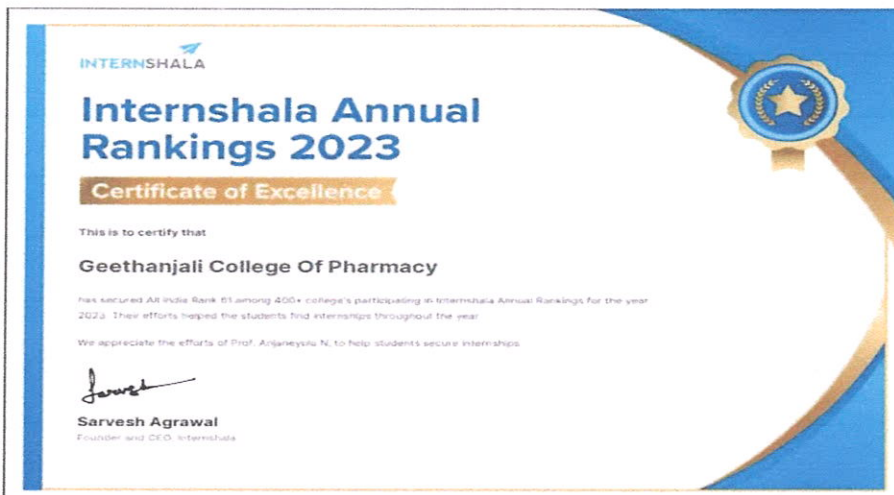 INTERNSHALA
Internshala Annual
Rankings 2023
Certificate of Excellence
This is to certify that
Geethanjali College Of Pharmacy
has secured All India Rank 61 among 400+ college's participating in Internshala Annual Rankings for the year
2023. Their efforts helped the students find internships throughout the year.
We appreciate the efforts of Prof. Anjaneyulu N, to help students secure internships
Sarvesh Agrawal
Founder and CEO, Internshala